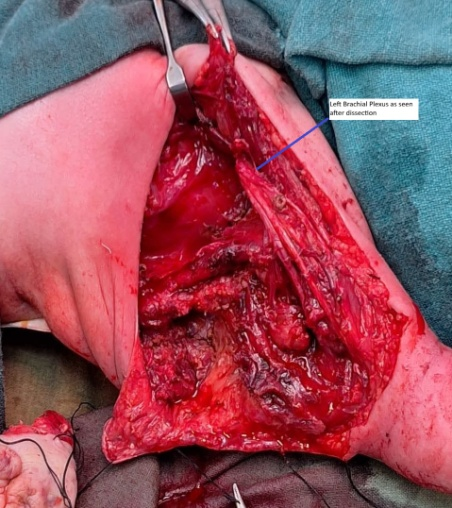 Left Brachial Plexus as seen
after dissection